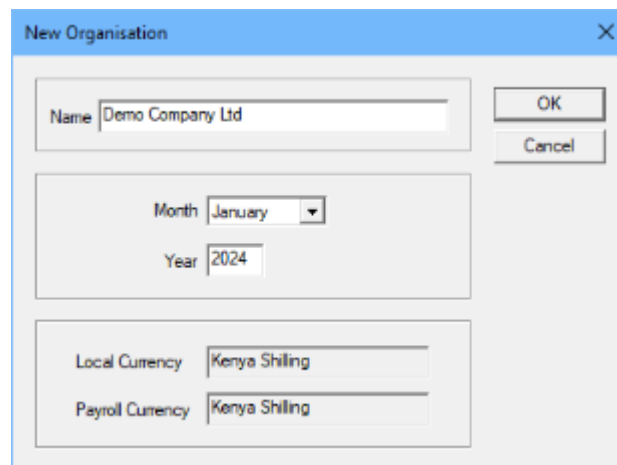 New Organisation
Name Demo Company Ltd
OK
Cancel
Month January
Year 2024
Local Currency Kenya Shilling
Payroll Currency Kenya Shilling